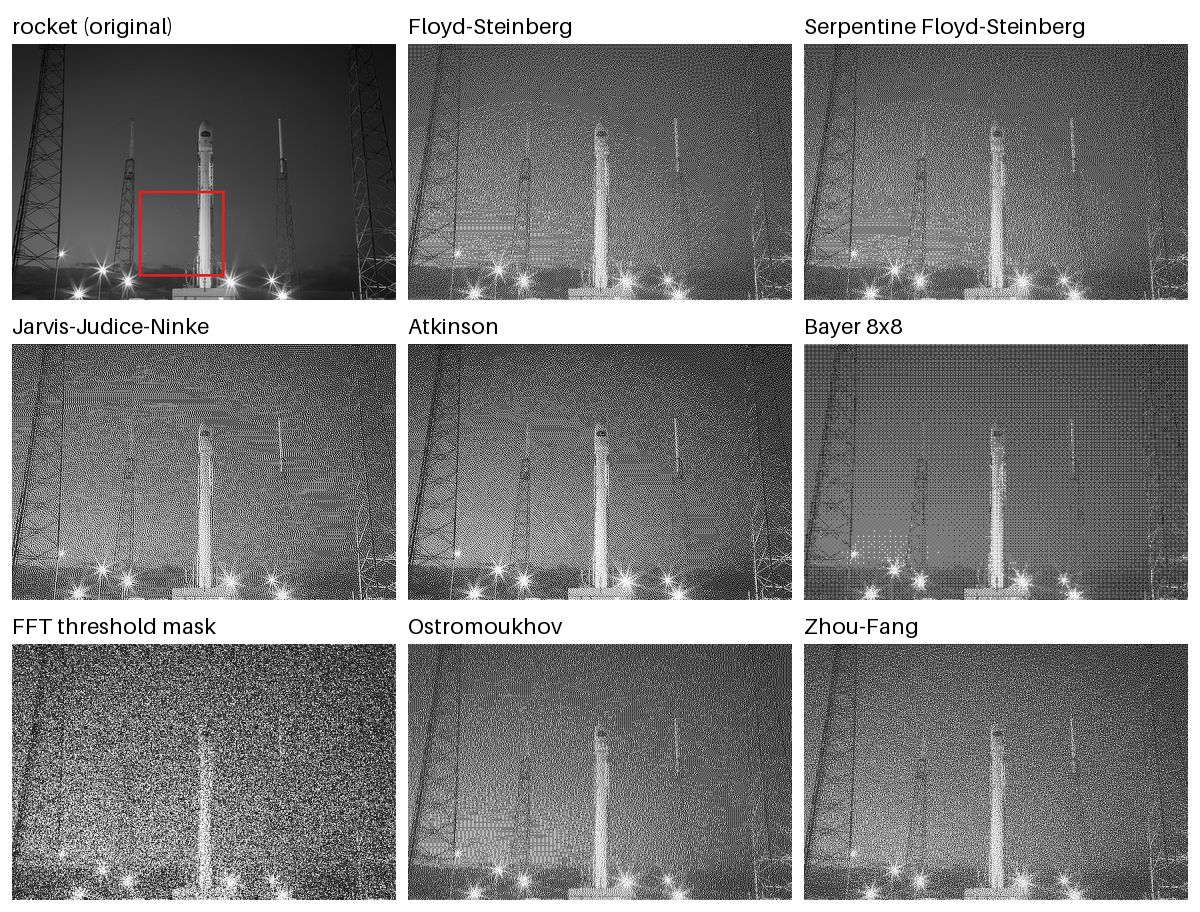 rocket (original)
Floyd-Steinberg
Serpentine Floyd-Steinberg
Jarvis-Judice-Ninke
Atkinson
Bayer 8x8
FFT threshold mask
Ostromoukhov
Zhou-Fang